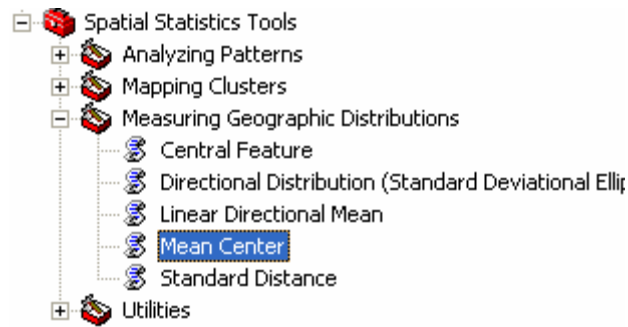 Spatial Statistics Tools
Analyzing Patterns
Mapping Clusters
Measuring Geographic Distributions
Central Feature
Directional Distribution (Standard Deviational Ellip
Linear Directional Mean
Mean Center
Standard Distance
Utilities